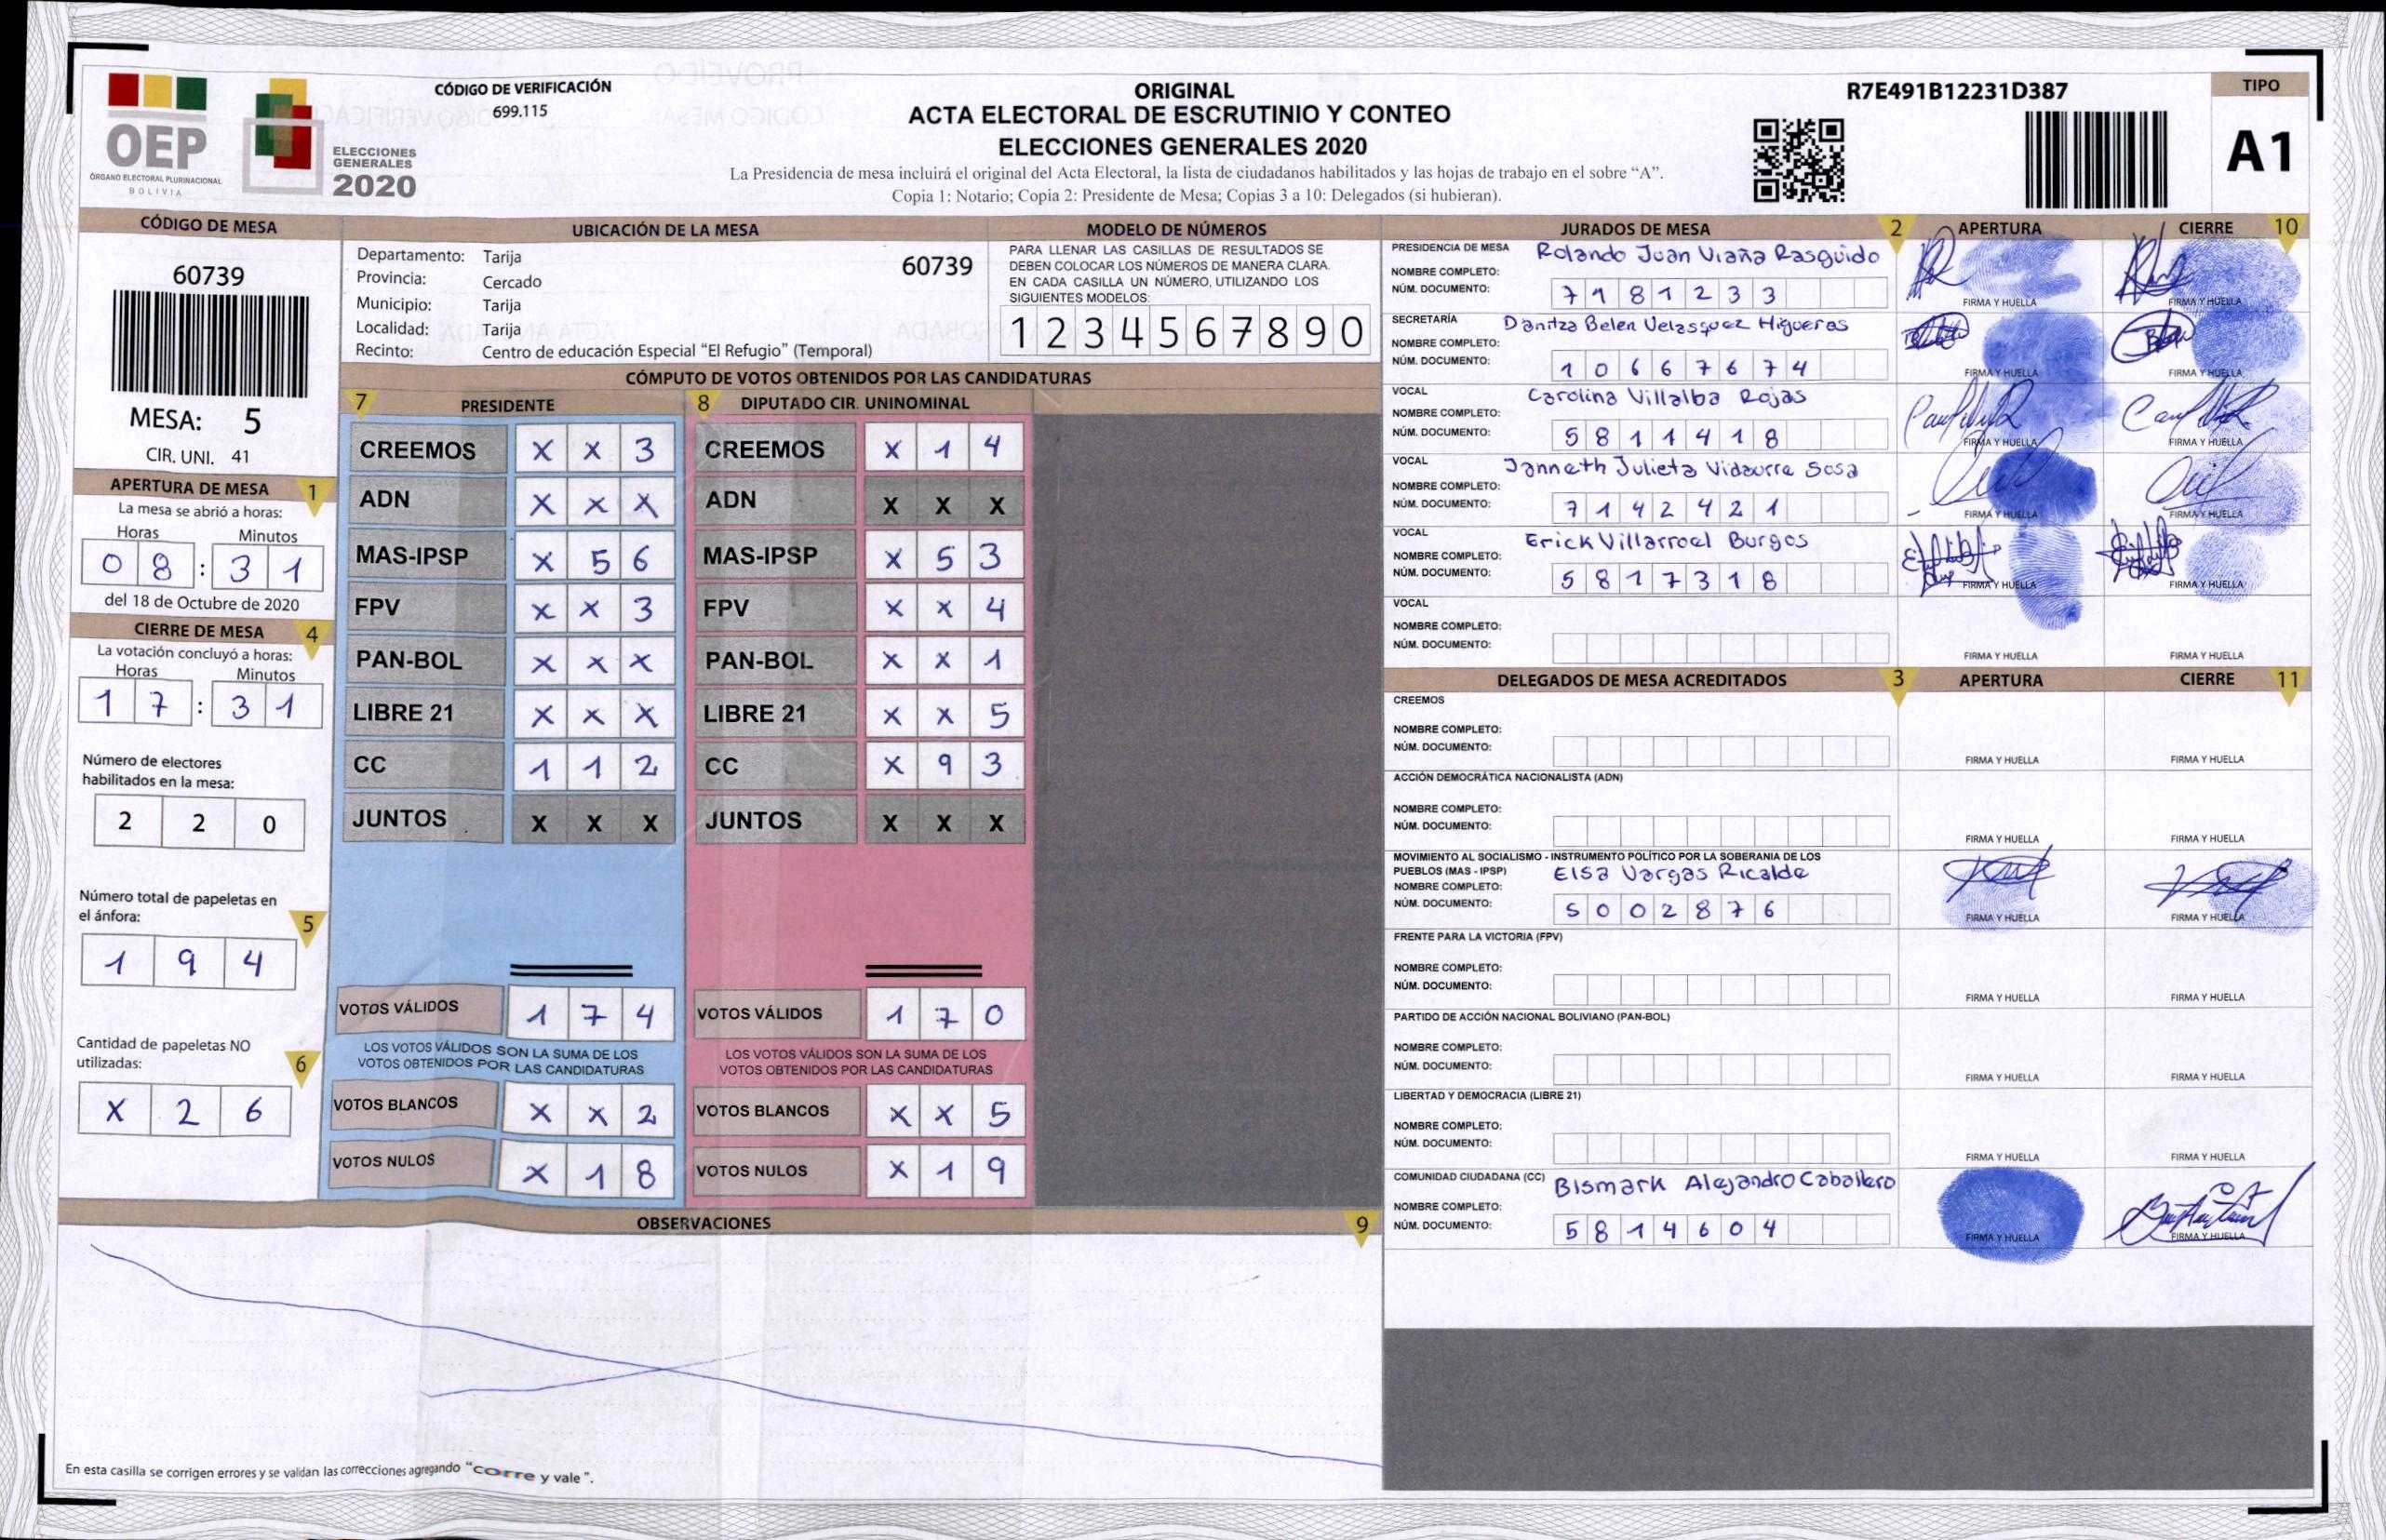 CÓDIGO DE VERIFICACIÓN
699.115
OEP
ÓRGANO ELECTORAL PLURINACIONAL
BOLIVIA
ELECCIONES
GENERALES
2020
ORIGINAL
ACTA ELECTORAL DE ESCRUTINIO Y CONTEO
ELECCIONES GENERALES 2020
La Presidencia de mesa incluirá el original del Acta Electoral, la lista de ciudadanos habilitados y las hojas de trabajo en el sobre “A”.
Copia 1: Notario; Copia 2: Presidente de Mesa; Copias 3 a 10: Delegados (si hubieran).
R7E491B12231D387
TIPO
A1
CÓDIGO DE MESA
60739
MESA: 5
CIR. UNI. 41
APERTURA DE MESA 1
La mesa se abrió a horas:
Horas Minutos
0 8 : 3 1
del 18 de Octubre de 2020
CIERRE DE MESA 4
La votación concluyó a horas:
Horas Minutos
1 7 : 3 1
Número de electores
habilitados en la mesa:
2 2 0
Número total de papeletas en
el ánfora:
5
1 9 4
Cantidad de papeletas NO
utilizadas:
6
X 2 6
UBICACIÓN DE LA MESA
Departamento: Tarija
60739
Provincia: Cercado
Municipio: Tarija
Localidad: Tarija
Recinto: Centro de educación Especial “El Refugio” (Temporal)
MODELO DE NÚMEROS
PARA LLENAR LAS CASILLAS DE RESULTADOS SE
DEBEN COLOCAR LOS NÚMEROS DE MANERA CLARA.
EN CADA CASILLA UN NÚMERO, UTILIZANDO LOS
SIGUIENTES MODELOS:
1 2 3 4 5 6 7 8 9 0
CÓMPUTO DE VOTOS OBTENIDOS POR LAS CANDIDATURAS
7 PRESIDENTE
CREEMOS X X 3
ADN X X X
MAS-IPSP X 5 6
FPV X X 3
PAN-BOL X X X
LIBRE 21 X X X
CC 1 1 2
JUNTOS X X X
VOTOS VÁLIDOS 1 7 4
LOS VOTOS VÁLIDOS SON LA SUMA DE LOS
VOTOS OBTENIDOS POR LAS CANDIDATURAS
VOTOS BLANCOS X X 2
VOTOS NULOS X 1 8
8 DIPUTADO CIR. UNINOMINAL
CREEMOS X 1 4
ADN X X X
MAS-IPSP X 5 3
FPV X X 4
PAN-BOL X X 1
LIBRE 21 X X 5
CC X 9 3
JUNTOS X X X
VOTOS VÁLIDOS 1 7 0
LOS VOTOS VÁLIDOS SON LA SUMA DE LOS
VOTOS OBTENIDOS POR LAS CANDIDATURAS
VOTOS BLANCOS X X 5
VOTOS NULOS X 1 9
OBSERVACIONES 9
En esta casilla se corrigen errores y se validan las correcciones agregando “corre y vale”.
JURADOS DE MESA 2 APERTURA CIERRE 10
PRESIDENCIA DE MESA Rolando Juan Viaña Rasguido
NOMBRE COMPLETO:
NÚM. DOCUMENTO: 7 1 8 1 2 3 3
FIRMA Y HUELLA FIRMA Y HUELLA
SECRETARÍA Danitza Belen Velasquez Higueras
NOMBRE COMPLETO:
NÚM. DOCUMENTO: 1 0 6 6 7 6 7 4
FIRMA Y HUELLA FIRMA Y HUELLA
VOCAL Carolina Villalba Rojas
NOMBRE COMPLETO:
NÚM. DOCUMENTO: 5 8 1 1 4 1 8
FIRMA Y HUELLA FIRMA Y HUELLA
VOCAL Janneth Julieta Vidaurre Sosa
NOMBRE COMPLETO:
NÚM. DOCUMENTO: 7 1 4 2 4 2 1
FIRMA Y HUELLA FIRMA Y HUELLA
VOCAL Erick Villarroel Burgos
NOMBRE COMPLETO:
NÚM. DOCUMENTO: 5 8 1 7 3 1 8
FIRMA Y HUELLA FIRMA Y HUELLA
VOCAL
NOMBRE COMPLETO:
NÚM. DOCUMENTO:
FIRMA Y HUELLA FIRMA Y HUELLA
DELEGADOS DE MESA ACREDITADOS 3 APERTURA CIERRE 11
CREEMOS
NOMBRE COMPLETO:
NÚM. DOCUMENTO:
FIRMA Y HUELLA FIRMA Y HUELLA
ACCIÓN DEMOCRÁTICA NACIONALISTA (ADN)
NOMBRE COMPLETO:
NÚM. DOCUMENTO:
FIRMA Y HUELLA FIRMA Y HUELLA
MOVIMIENTO AL SOCIALISMO - INSTRUMENTO POLÍTICO POR LA SOBERANIA DE LOS
PUEBLOS (MAS - IPSP) Elsa Vargas Ricalde
NOMBRE COMPLETO:
NÚM. DOCUMENTO: 5 0 0 2 8 7 6
FIRMA Y HUELLA FIRMA Y HUELLA
FRENTE PARA LA VICTORIA (FPV)
NOMBRE COMPLETO:
NÚM. DOCUMENTO:
FIRMA Y HUELLA FIRMA Y HUELLA
PARTIDO DE ACCIÓN NACIONAL BOLIVIANO (PAN-BOL)
NOMBRE COMPLETO:
NÚM. DOCUMENTO:
FIRMA Y HUELLA FIRMA Y HUELLA
LIBERTAD Y DEMOCRACIA (LIBRE 21)
NOMBRE COMPLETO:
NÚM. DOCUMENTO:
FIRMA Y HUELLA FIRMA Y HUELLA
COMUNIDAD CIUDADANA (CC) Bismark Alejandro Caballero
NOMBRE COMPLETO:
NÚM. DOCUMENTO: 5 8 1 4 6 0 4
FIRMA Y HUELLA FIRMA Y HUELLA